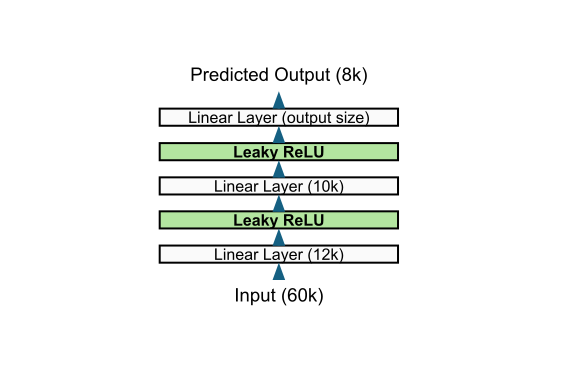 Predicted Output (8k)
Linear Layer (output size)
Leaky ReLU
Linear Layer (10k)
Leaky ReLU
Linear Layer (12k)
Input (60k)